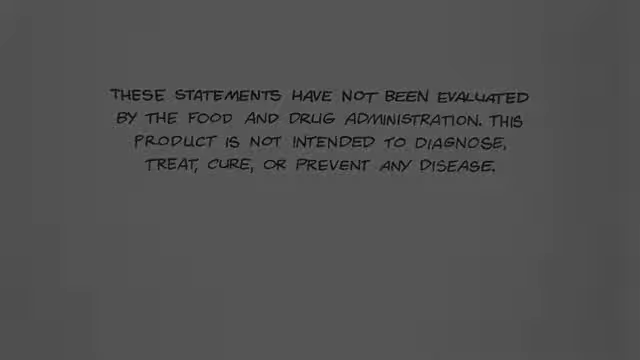 THESE STATEMENTS HAVE NOT BEEN EVALUATED
BY THE FOOD AND DRUG ADMINISTRATION. THIS
PRODUCT IS NOT INTENDED TO DIAGNOSE,
TREAT, CURE, OR PREVENT ANY DISEASE.